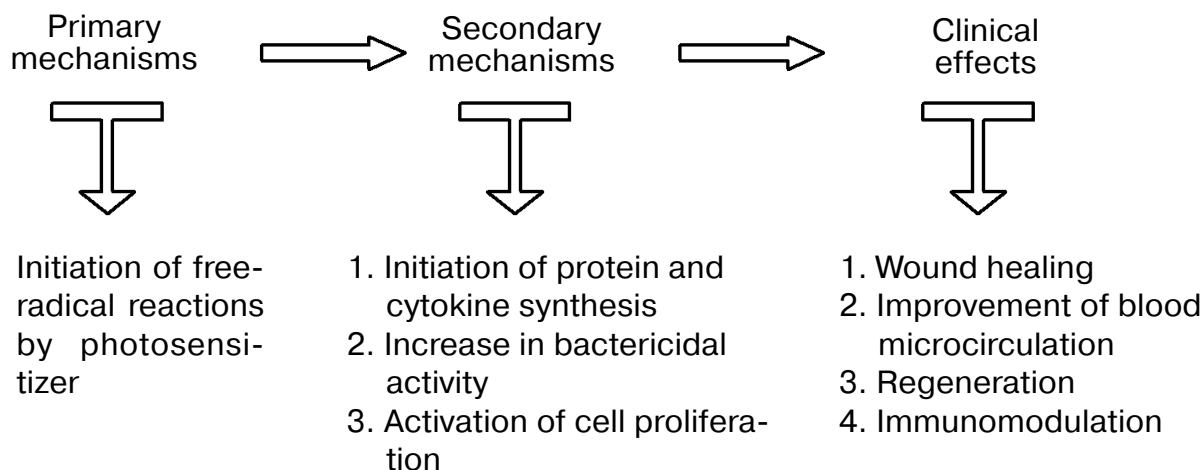 Primary
mechanisms
Secondary
mechanisms
Clinical
effects
Initiation of free-
radical reactions
by photosensi-
tizer
1. Initiation of protein and
cytokine synthesis
2. Increase in bactericidal
activity
3. Activation of cell prolifera-
tion
1. Wound healing
2. Improvement of blood
microcirculation
3. Regeneration
4. Immunomodulation